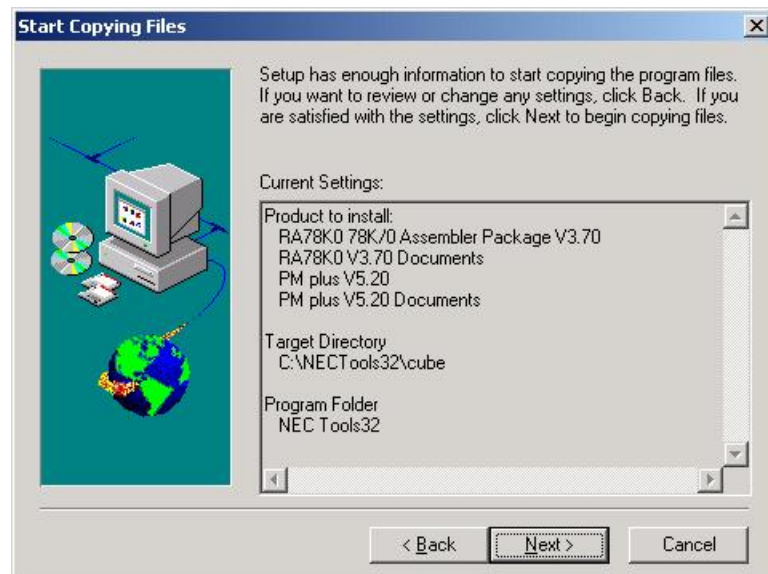 Start Copying Files
Setup has enough information to start copying the program files.
If you want to review or change any settings, click Back. If you
are satisfied with the settings, click Next to begin copying files.
Current Settings:
Product to install:
RA78K0 78K/0 Assembler Package V3.70
RA78K0 V3.70 Documents
PM plus V5.20
PM plus V5.20 Documents
Target Directory
C:\NECTools32\cube
Program Folder
NEC Tools32
< Back
Next >
Cancel